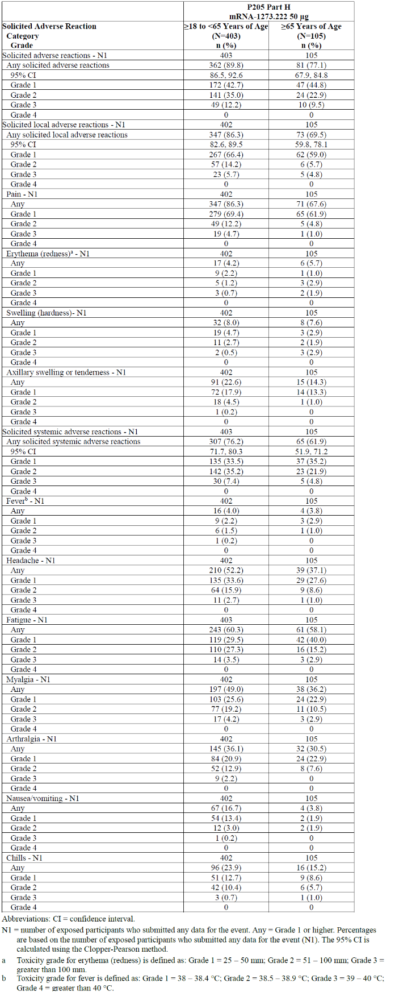 P205 Part H
mRNA-1273.222 50 µg
Solicited Adverse Reaction ≥18 to <65 Years of Age ≥65 Years of Age
Category (N=403) (N=105)
Grade n (%) n (%)
Solicited adverse reactions - N1 403 105
Any solicited adverse reactions 362 (89.8) 81 (77.1)
95% CI 86.5, 92.6 67.9, 84.8
Grade 1 172 (42.7) 47 (44.8)
Grade 2 141 (35.0) 24 (22.9)
Grade 3 49 (12.2) 10 (9.5)
Grade 4 0 0
Solicited local adverse reactions - N1 402 105
Any solicited local adverse reactions 347 (86.3) 73 (69.5)
95% CI 82.6, 89.5 59.8, 78.1
Grade 1 267 (66.4) 62 (59.0)
Grade 2 57 (14.2) 6 (5.7)
Grade 3 23 (5.7) 5 (4.8)
Grade 4 0 0
Pain - N1 402 105
Any 347 (86.3) 71 (67.6)
Grade 1 279 (69.4) 65 (61.9)
Grade 2 49 (12.2) 5 (4.8)
Grade 3 19 (4.7) 1 (1.0)
Grade 4 0 0
Erythema (redness)ᵃ - N1 402 105
Any 17 (4.2) 6 (5.7)
Grade 1 9 (2.2) 1 (1.0)
Grade 2 5 (1.2) 3 (2.9)
Grade 3 3 (0.7) 2 (1.9)
Grade 4 0 0
Swelling (hardness)- N1 402 105
Any 32 (8.0) 8 (7.6)
Grade 1 19 (4.7) 3 (2.9)
Grade 2 11 (2.7) 2 (1.9)
Grade 3 2 (0.5) 3 (2.9)
Grade 4 0 0
Axillary swelling or tenderness - N1 402 105
Any 91 (22.6) 15 (14.3)
Grade 1 72 (17.9) 14 (13.3)
Grade 2 18 (4.5) 1 (1.0)
Grade 3 1 (0.2) 0
Grade 4 0 0
Solicited systemic adverse reactions - N1 403 105
Any solicited systemic adverse reactions 307 (76.2) 65 (61.9)
95% CI 71.7, 80.3 51.9, 71.2
Grade 1 135 (33.5) 37 (35.2)
Grade 2 142 (35.2) 23 (21.9)
Grade 3 30 (7.4) 5 (4.8)
Grade 4 0 0
Feverᵇ - N1 402 105
Any 16 (4.0) 4 (3.8)
Grade 1 9 (2.2) 3 (2.9)
Grade 2 6 (1.5) 1 (1.0)
Grade 3 1 (0.2) 0
Grade 4 0 0
Headache - N1 402 105
Any 210 (52.2) 39 (37.1)
Grade 1 135 (33.6) 29 (27.6)
Grade 2 64 (15.9) 9 (8.6)
Grade 3 11 (2.7) 1 (1.0)
Grade 4 0 0
Fatigue - N1 403 105
Any 243 (60.3) 61 (58.1)
Grade 1 119 (29.5) 42 (40.0)
Grade 2 110 (27.3) 16 (15.2)
Grade 3 14 (3.5) 3 (2.9)
Grade 4 0 0
Myalgia - N1 402 105
Any 197 (49.0) 38 (36.2)
Grade 1 103 (25.6) 24 (22.9)
Grade 2 77 (19.2) 11 (10.5)
Grade 3 17 (4.2) 3 (2.9)
Grade 4 0 0
Arthralgia - N1 402 105
Any 145 (36.1) 32 (30.5)
Grade 1 84 (20.9) 24 (22.9)
Grade 2 52 (12.9) 8 (7.6)
Grade 3 9 (2.2) 0
Grade 4 0 0
Nausea/vomiting - N1 402 105
Any 67 (16.7) 4 (3.8)
Grade 1 54 (13.4) 2 (1.9)
Grade 2 12 (3.0) 2 (1.9)
Grade 3 1 (0.2) 0
Grade 4 0 0
Chills - N1 402 105
Any 96 (23.9) 16 (15.2)
Grade 1 51 (12.7) 9 (8.6)
Grade 2 42 (10.4) 6 (5.7)
Grade 3 3 (0.7) 1 (1.0)
Grade 4 0 0
Abbreviations: CI = confidence interval.
N1 = number of exposed participants who submitted any data for the event. Any = Grade 1 or higher. Percentages
are based on the number of exposed participants who submitted any data for the event (N1). The 95% CI is
calculated using the Clopper-Pearson method.
a Toxicity grade for erythema (redness) is defined as: Grade 1 = 25 – 50 mm; Grade 2 = 51 – 100 mm; Grade 3 =
greater than 100 mm.
b Toxicity grade for fever is defined as: Grade 1 = 38 – 38.4 °C; Grade 2 = 38.5 – 38.9 °C; Grade 3 = 39 – 40 °C;
Grade 4 = greater than 40 °C.